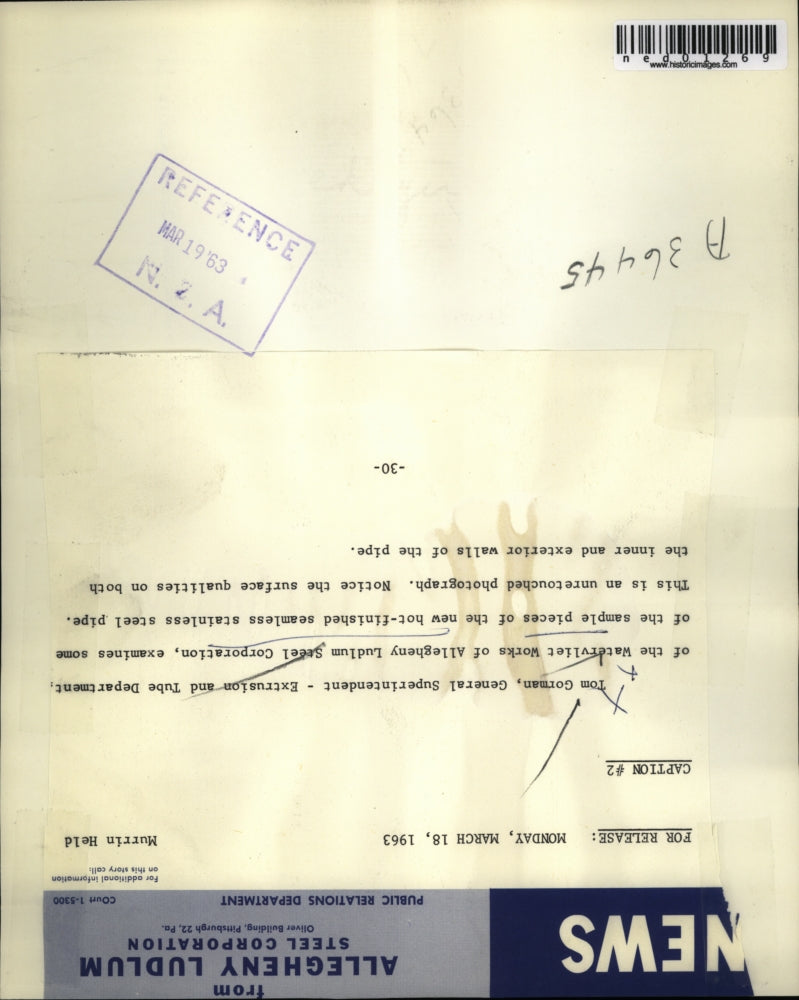 ned01269
www.historicimages.com
REFERENCE
MAR 19 '63
N. E. A.
A 36445
NEWS
from
ALLEGHENY LUDLUM
STEEL CORPORATION
Oliver Building, Pittsburgh 22, Pa.
PUBLIC RELATIONS DEPARTMENT
COurt 1-5300
For additional information
on this story call:
FOR RELEASE: MONDAY, MARCH 18, 1963
Murrin Held
CAPTION #2
Tom Gorman, General Superintendent - Extrusion and Tube Department,
of the Watervliet Works of Allegheny Ludlum Steel Corporation, examines some
of the sample pieces of the new hot-finished seamless stainless steel pipe.
This is an unretouched photograph. Notice the surface qualities on both
the inner and exterior walls of the pipe.
-30-